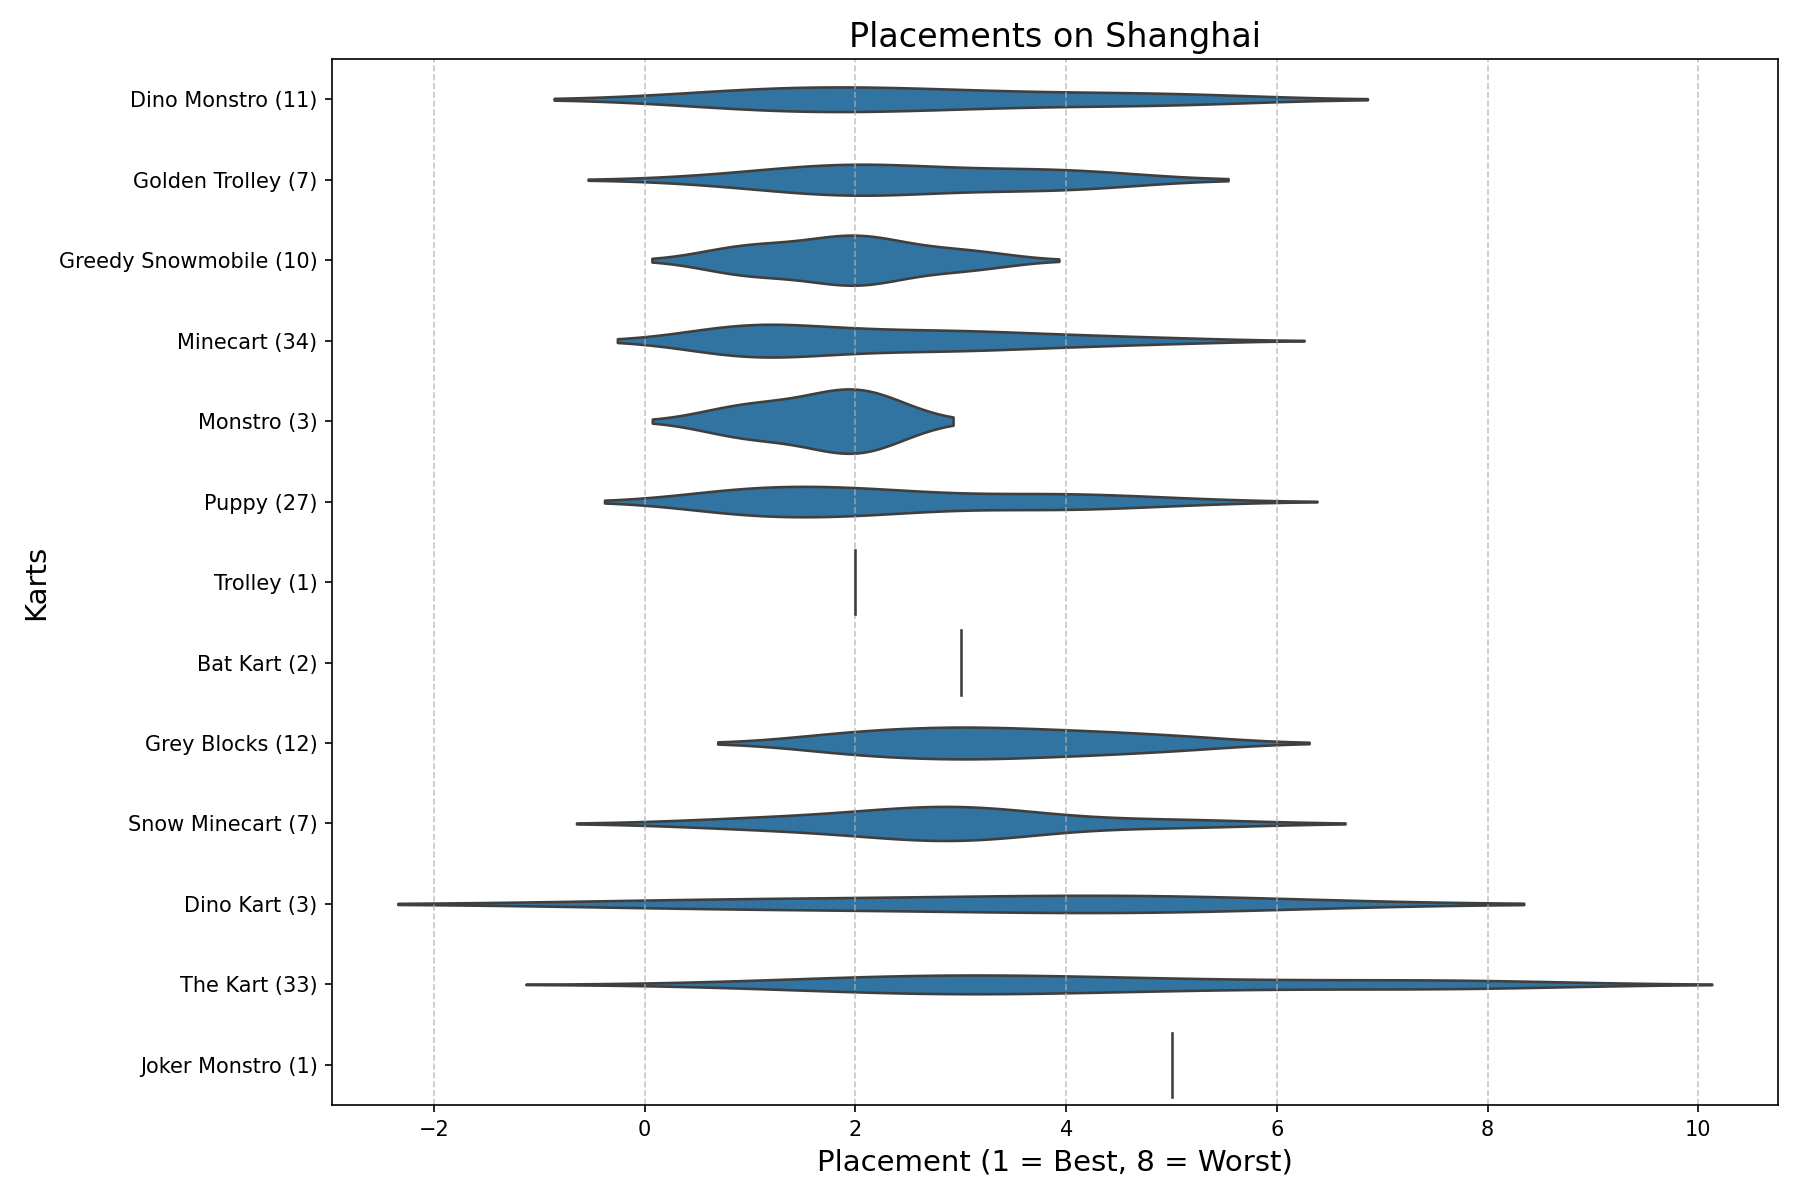 Placements on Shanghai
Dino Monstro (11)
Golden Trolley (7)
Greedy Snowmobile (10)
Minecart (34)
Monstro (3)
Puppy (27)
Trolley (1)
Bat Kart (2)
Grey Blocks (12)
Snow Minecart (7)
Dino Kart (3)
The Kart (33)
Joker Monstro (1)
Karts
−2 0 2 4 6 8 10
Placement (1 = Best, 8 = Worst)